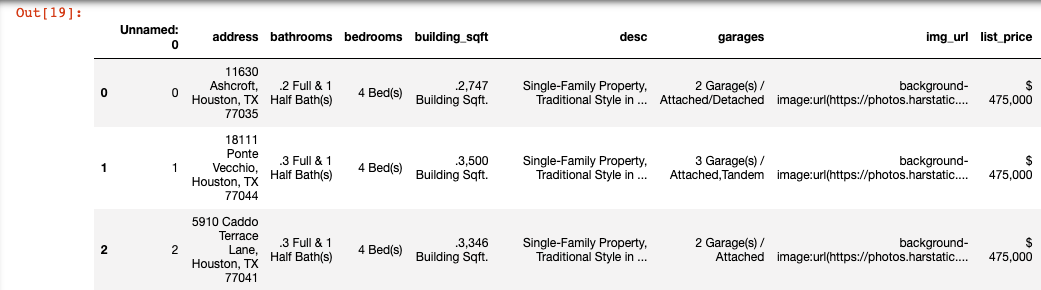 Out[19]:
Unnamed: 0 address bathrooms bedrooms building_sqft desc garages img_url list_price
0 0 11630 Ashcroft, Houston, TX 77035 .2 Full & 1 Half Bath(s) 4 Bed(s) .2,747 Building Sqft. Single-Family Property, Traditional Style in ... 2 Garage(s) / Attached/Detached background-image:url(https://photos.harstatic.... $ 475,000
1 1 18111 Ponte Vecchio, Houston, TX 77044 .3 Full & 1 Half Bath(s) 4 Bed(s) .3,500 Building Sqft. Single-Family Property, Traditional Style in ... 3 Garage(s) / Attached,Tandem background-image:url(https://photos.harstatic.... $ 475,000
2 2 5910 Caddo Terrace Lane, Houston, TX 77041 .3 Full & 1 Half Bath(s) 4 Bed(s) .3,346 Building Sqft. Single-Family Property, Traditional Style in ... 2 Garage(s) / Attached background-image:url(https://photos.harstatic.... $ 475,000